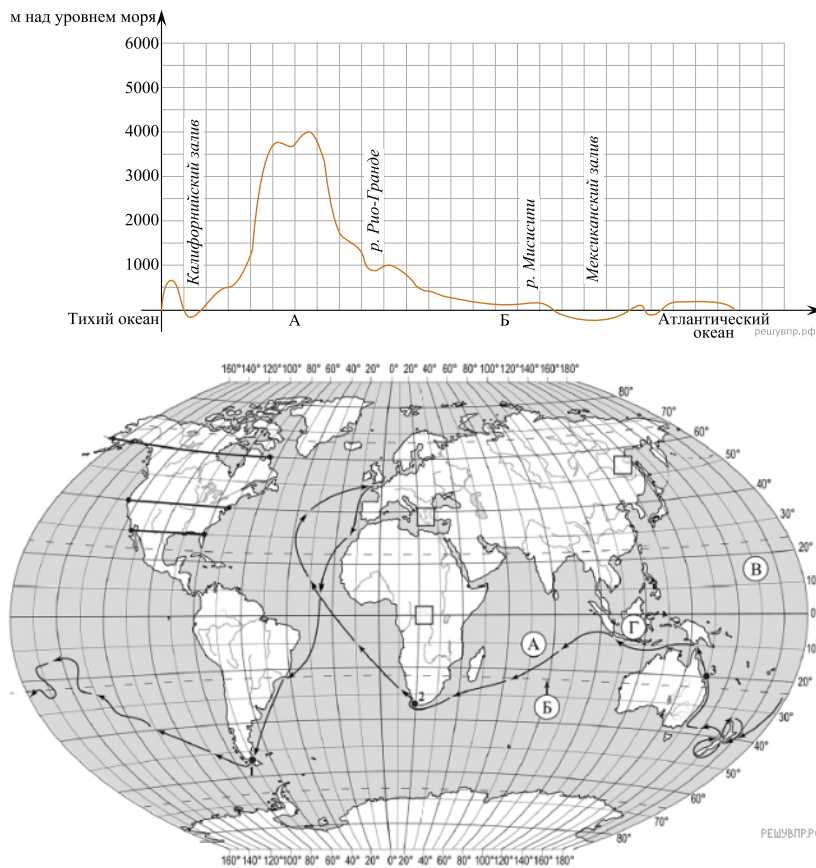 м над уровнем моря
6000
5000
4000
3000
2000
1000
Калифорнийский залив
р. Рио-Гранде
р. Мисисити
Мексиканский залив
Тихий океан
А
Б
Атлантический
океан
решувпр.рф
160°140°120°100° 80° 60° 40° 20 0° 20° 40° 60° 80° 100°120°140°160°180°
80°
70°
60°
50°
40°
30°
20°
10°
0
10°
20°
30°
40°
50°
60°
70°
80°
А
Б
В
Г
1
2
3
160°140°120°100° 80° 60° 40° 20° 0° 20° 40° 60° 80° 100°120°140°160°180°
РЕШУВПР.РФ